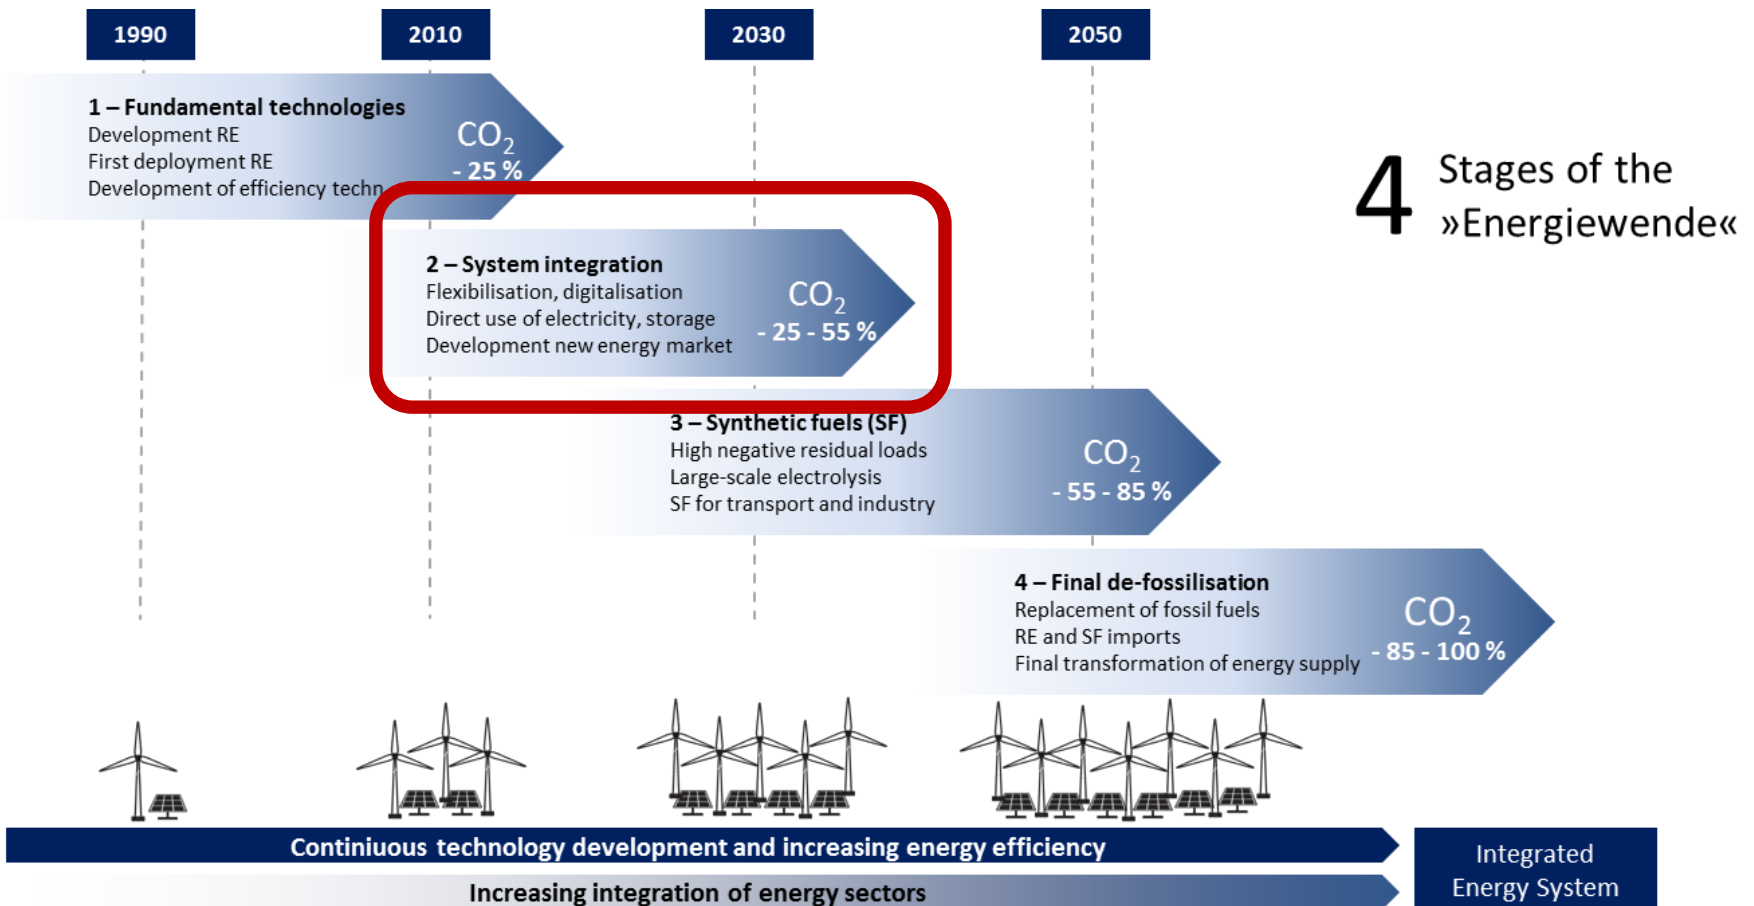 1990
2010
2030
2050
1 – Fundamental technologies
Development RE
First deployment RE
Development of efficiency techn
CO₂
- 25 %
4 Stages of the
»Energiewende«
2 – System integration
Flexibilisation, digitalisation
Direct use of electricity, storage
Development new energy market
CO₂
- 25 - 55 %
3 – Synthetic fuels (SF)
High negative residual loads
Large-scale electrolysis
SF for transport and industry
CO₂
- 55 - 85 %
4 – Final de-fossilisation
Replacement of fossil fuels
RE and SF imports
Final transformation of energy supply
CO₂
- 85 - 100 %
Continiuous technology development and increasing energy efficiency
Increasing integration of energy sectors
Integrated
Energy System